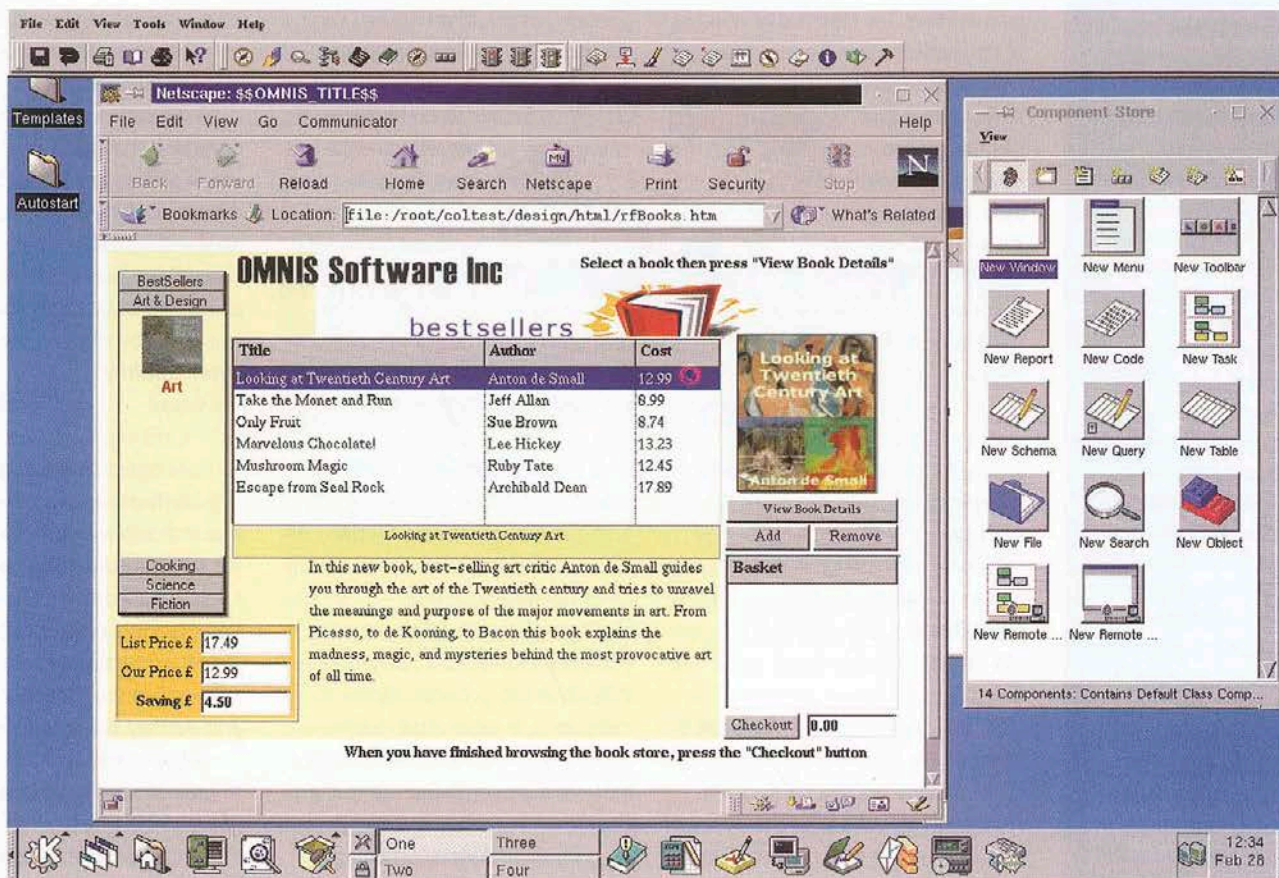 File Edit View Tools Window Help
Templates
Autostart
Netscape: $$OMNIS_TITLE$$
File Edit View Go Communicator Help
Back Forward Reload Home Search Netscape Print Security Stop
My
N
Bookmarks Location: file:/root/coltest/design/html/rfBooks.htm What's Related
OMNIS Software Inc
Select a book then press "View Book Details"
bestsellers
BestSellers
Art & Design
Art
Cooking
Science
Fiction
Title Author Cost
Looking at Twentieth Century Art Anton de Small 12.99
Take the Monet and Run Jeff Allan 8.99
Only Fruit Sue Brown 8.74
Marvelous Chocolate! Lee Hickey 13.23
Mushroom Magic Ruby Tate 12.45
Escape from Seal Rock Archibald Dean 17.89
Looking at Twentieth Century Art
In this new book, best-selling art critic Anton de Small guides
you through the art of the Twentieth century and tries to unravel
the meanings and purpose of the major movements in art. From
Picasso, to de Kooning, to Bacon this book explains the
madness, magic, and mysteries behind the most provocative art
of all time.
List Price £ 17.49
Our Price £ 12.99
Saving £ 4.50
Looking at
Twentieth
Century Art
Anton de Small
View Book Details
Add Remove
Basket
Checkout 0.00
When you have finished browsing the book store, press the "Checkout" button
Component Store
View
New Window New Menu New Toolbar
New Report New Code New Task
New Schema New Query New Table
New File New Search New Object
New Remote ... New Remote ...
14 Components: Contains Default Class Comp...
One Three
Two Four
12:34
Feb 28